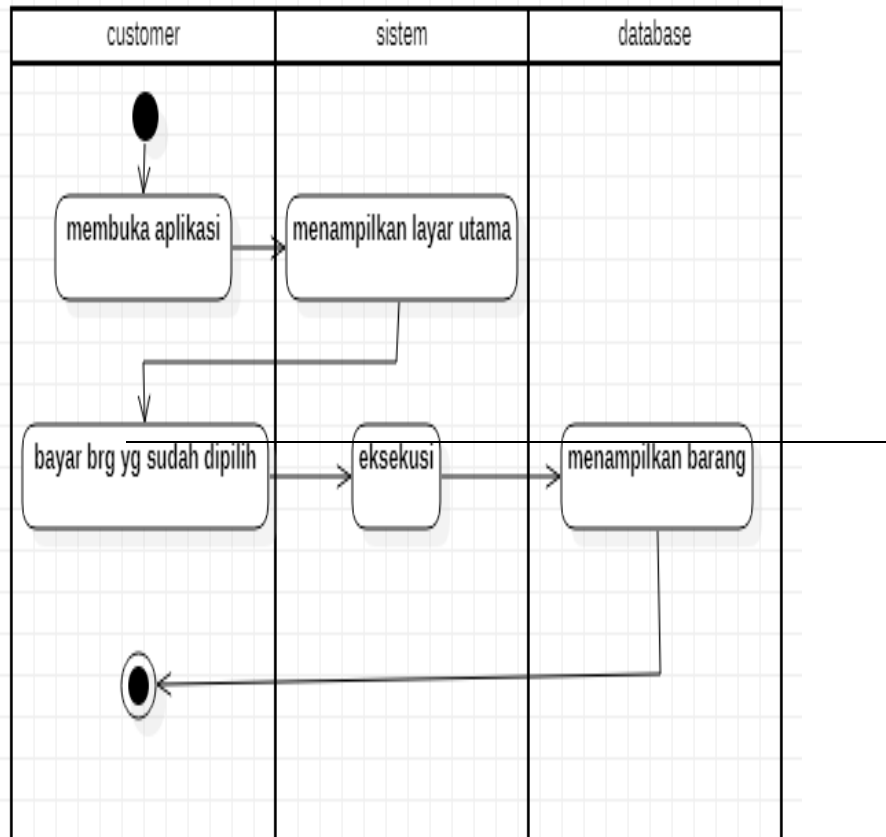 customer
sistem
database
membuka aplikasi
menampilkan layar utama
bayar brg yg sudah dipilih
eksekusi
menampilkan barang